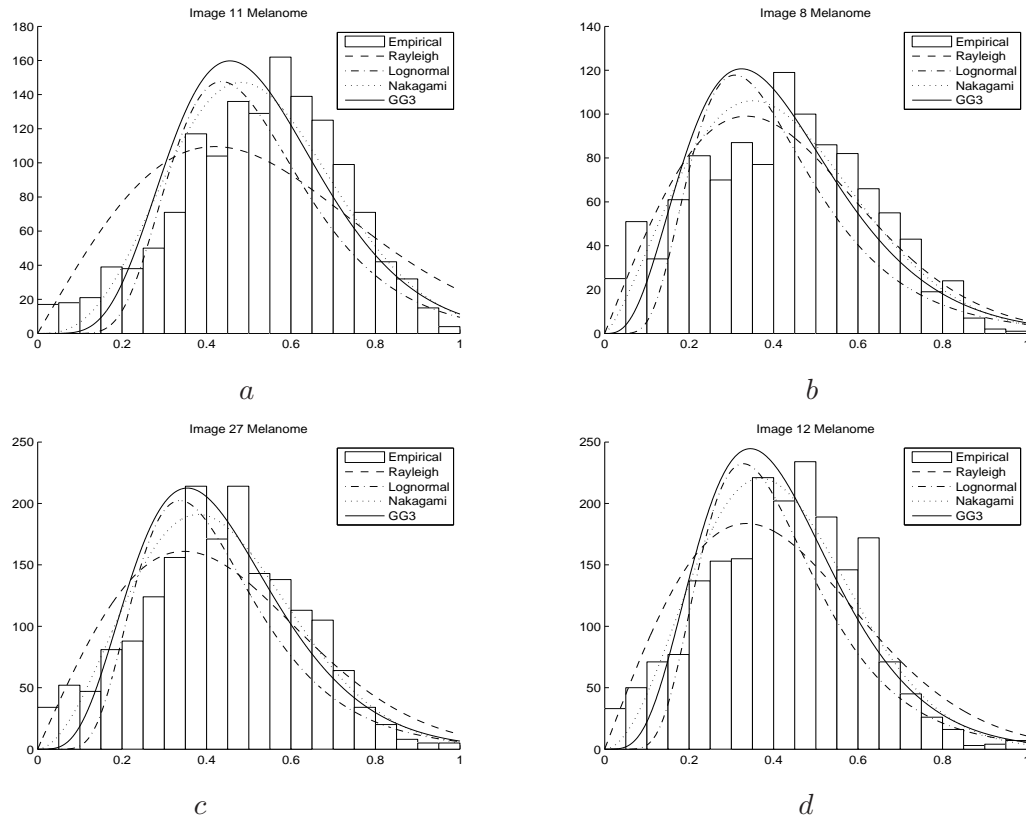 Image 11 Melanome
180
160
140
120
100
80
60
40
20
0
0 0.2 0.4 0.6 0.8 1
Empirical
Rayleigh
Lognormal
Nakagami
GG3
a
Image 8 Melanome
140
120
100
80
60
40
20
0
0 0.2 0.4 0.6 0.8 1
Empirical
Rayleigh
Lognormal
Nakagami
GG3
b
Image 27 Melanome
250
200
150
100
50
0
0 0.2 0.4 0.6 0.8 1
Empirical
Rayleigh
Lognormal
Nakagami
GG3
c
Image 12 Melanome
250
200
150
100
50
0
0 0.2 0.4 0.6 0.8 1
Empirical
Rayleigh
Lognormal
Nakagami
GG3
d